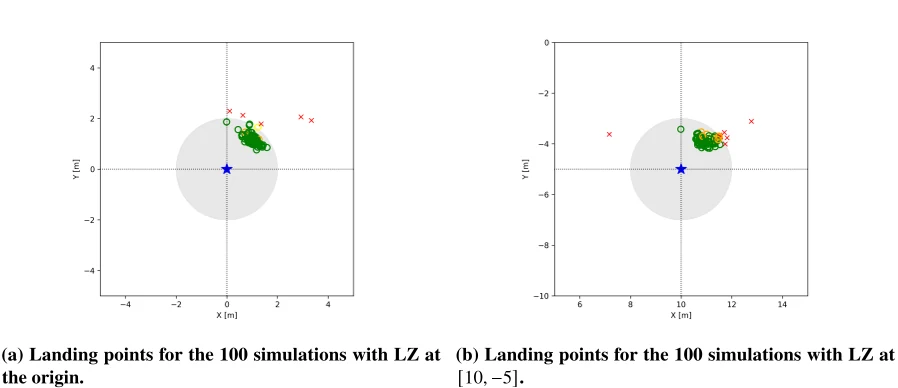 4
2
0
−2
−4
Y [m]
−4 −2 0 2 4
X [m]
0
−2
−4
−6
−8
−10
Y [m]
6 8 10 12 14
X [m]
(a) Landing points for the 100 simulations with LZ at
the origin.
(b) Landing points for the 100 simulations with LZ at
[10, −5].